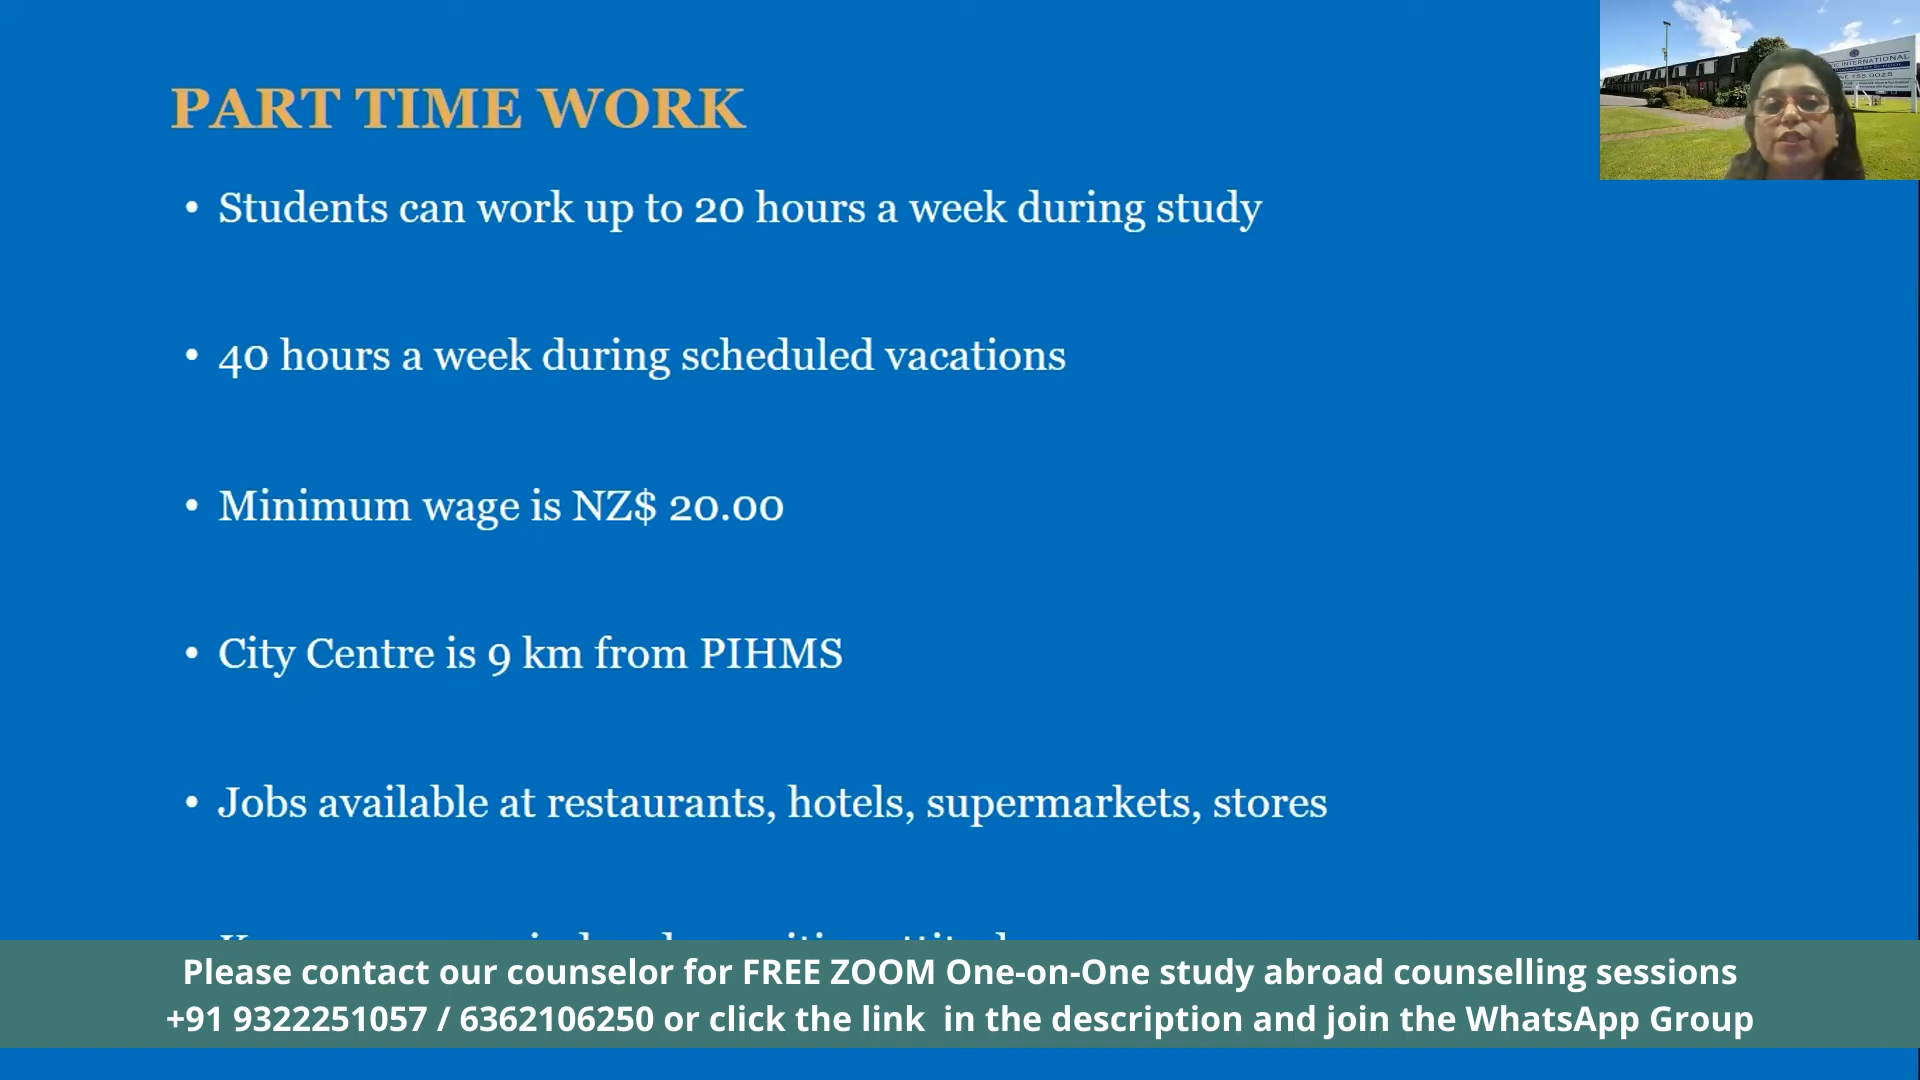 PART TIME WORK
INTERNATIONAL
• Students can work up to 20 hours a week during study
• 40 hours a week during scheduled vacations
• Minimum wage is NZ$ 20.00
• City Centre is 9 km from PIHMS
• Jobs available at restaurants, hotels, supermarkets, stores
Please contact our counselor for FREE ZOOM One-on-One study abroad counselling sessions
+91 9322251057 / 6362106250 or click the link in the description and join the WhatsApp Group